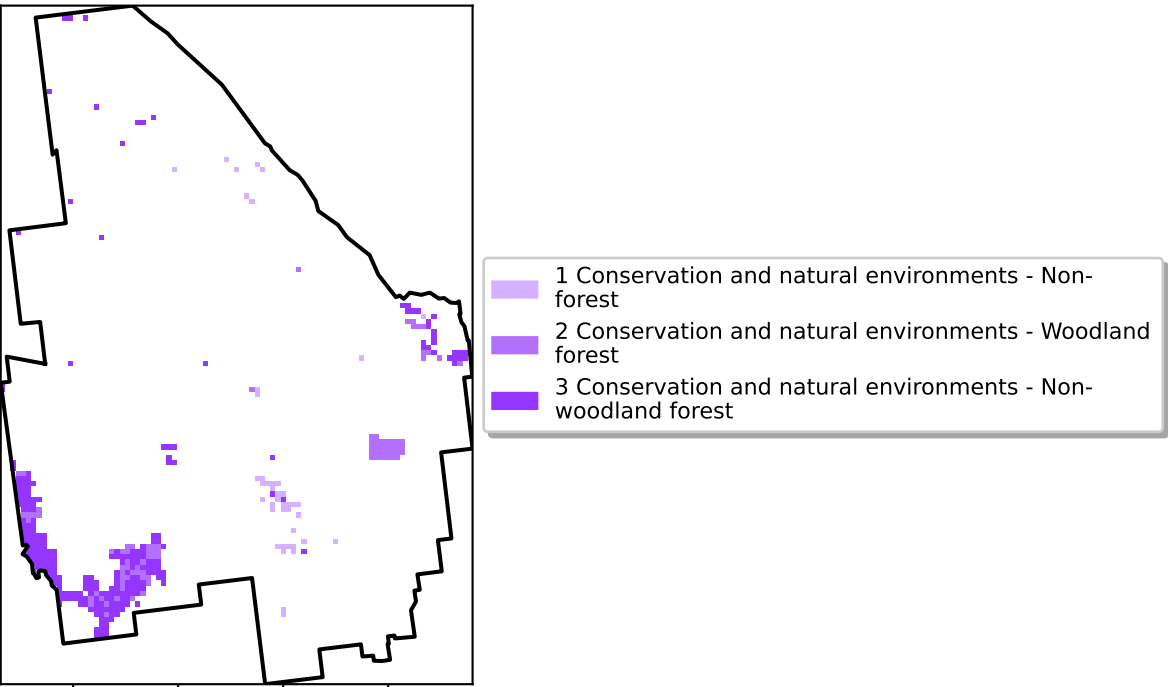 1 Conservation and natural environments - Non-
forest
2 Conservation and natural environments - Woodland
forest
3 Conservation and natural environments - Non-
woodland forest